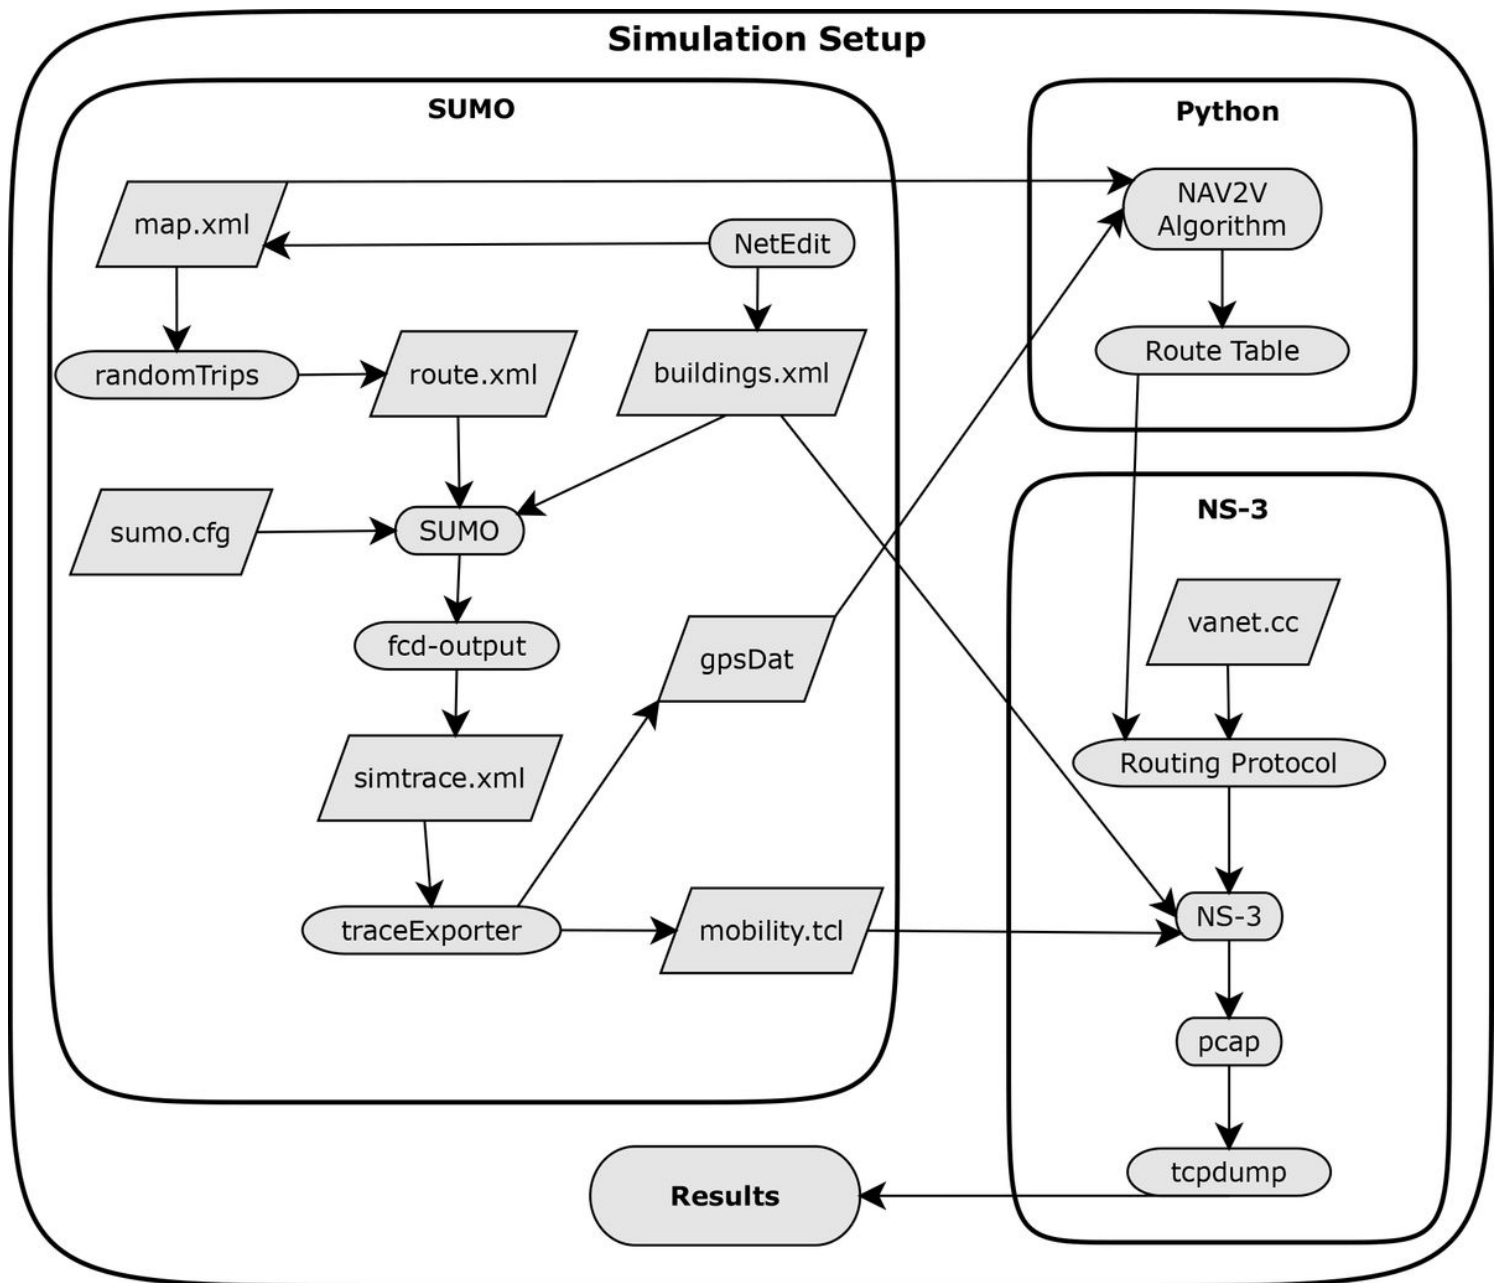 Simulation Setup
SUMO
map.xml
NetEdit
randomTrips
route.xml
buildings.xml
sumo.cfg
SUMO
fcd-output
gpsDat
simtrace.xml
traceExporter
mobility.tcl
Python
NAV2V
Algorithm
Route Table
NS-3
vanet.cc
Routing Protocol
NS-3
pcap
tcpdump
Results